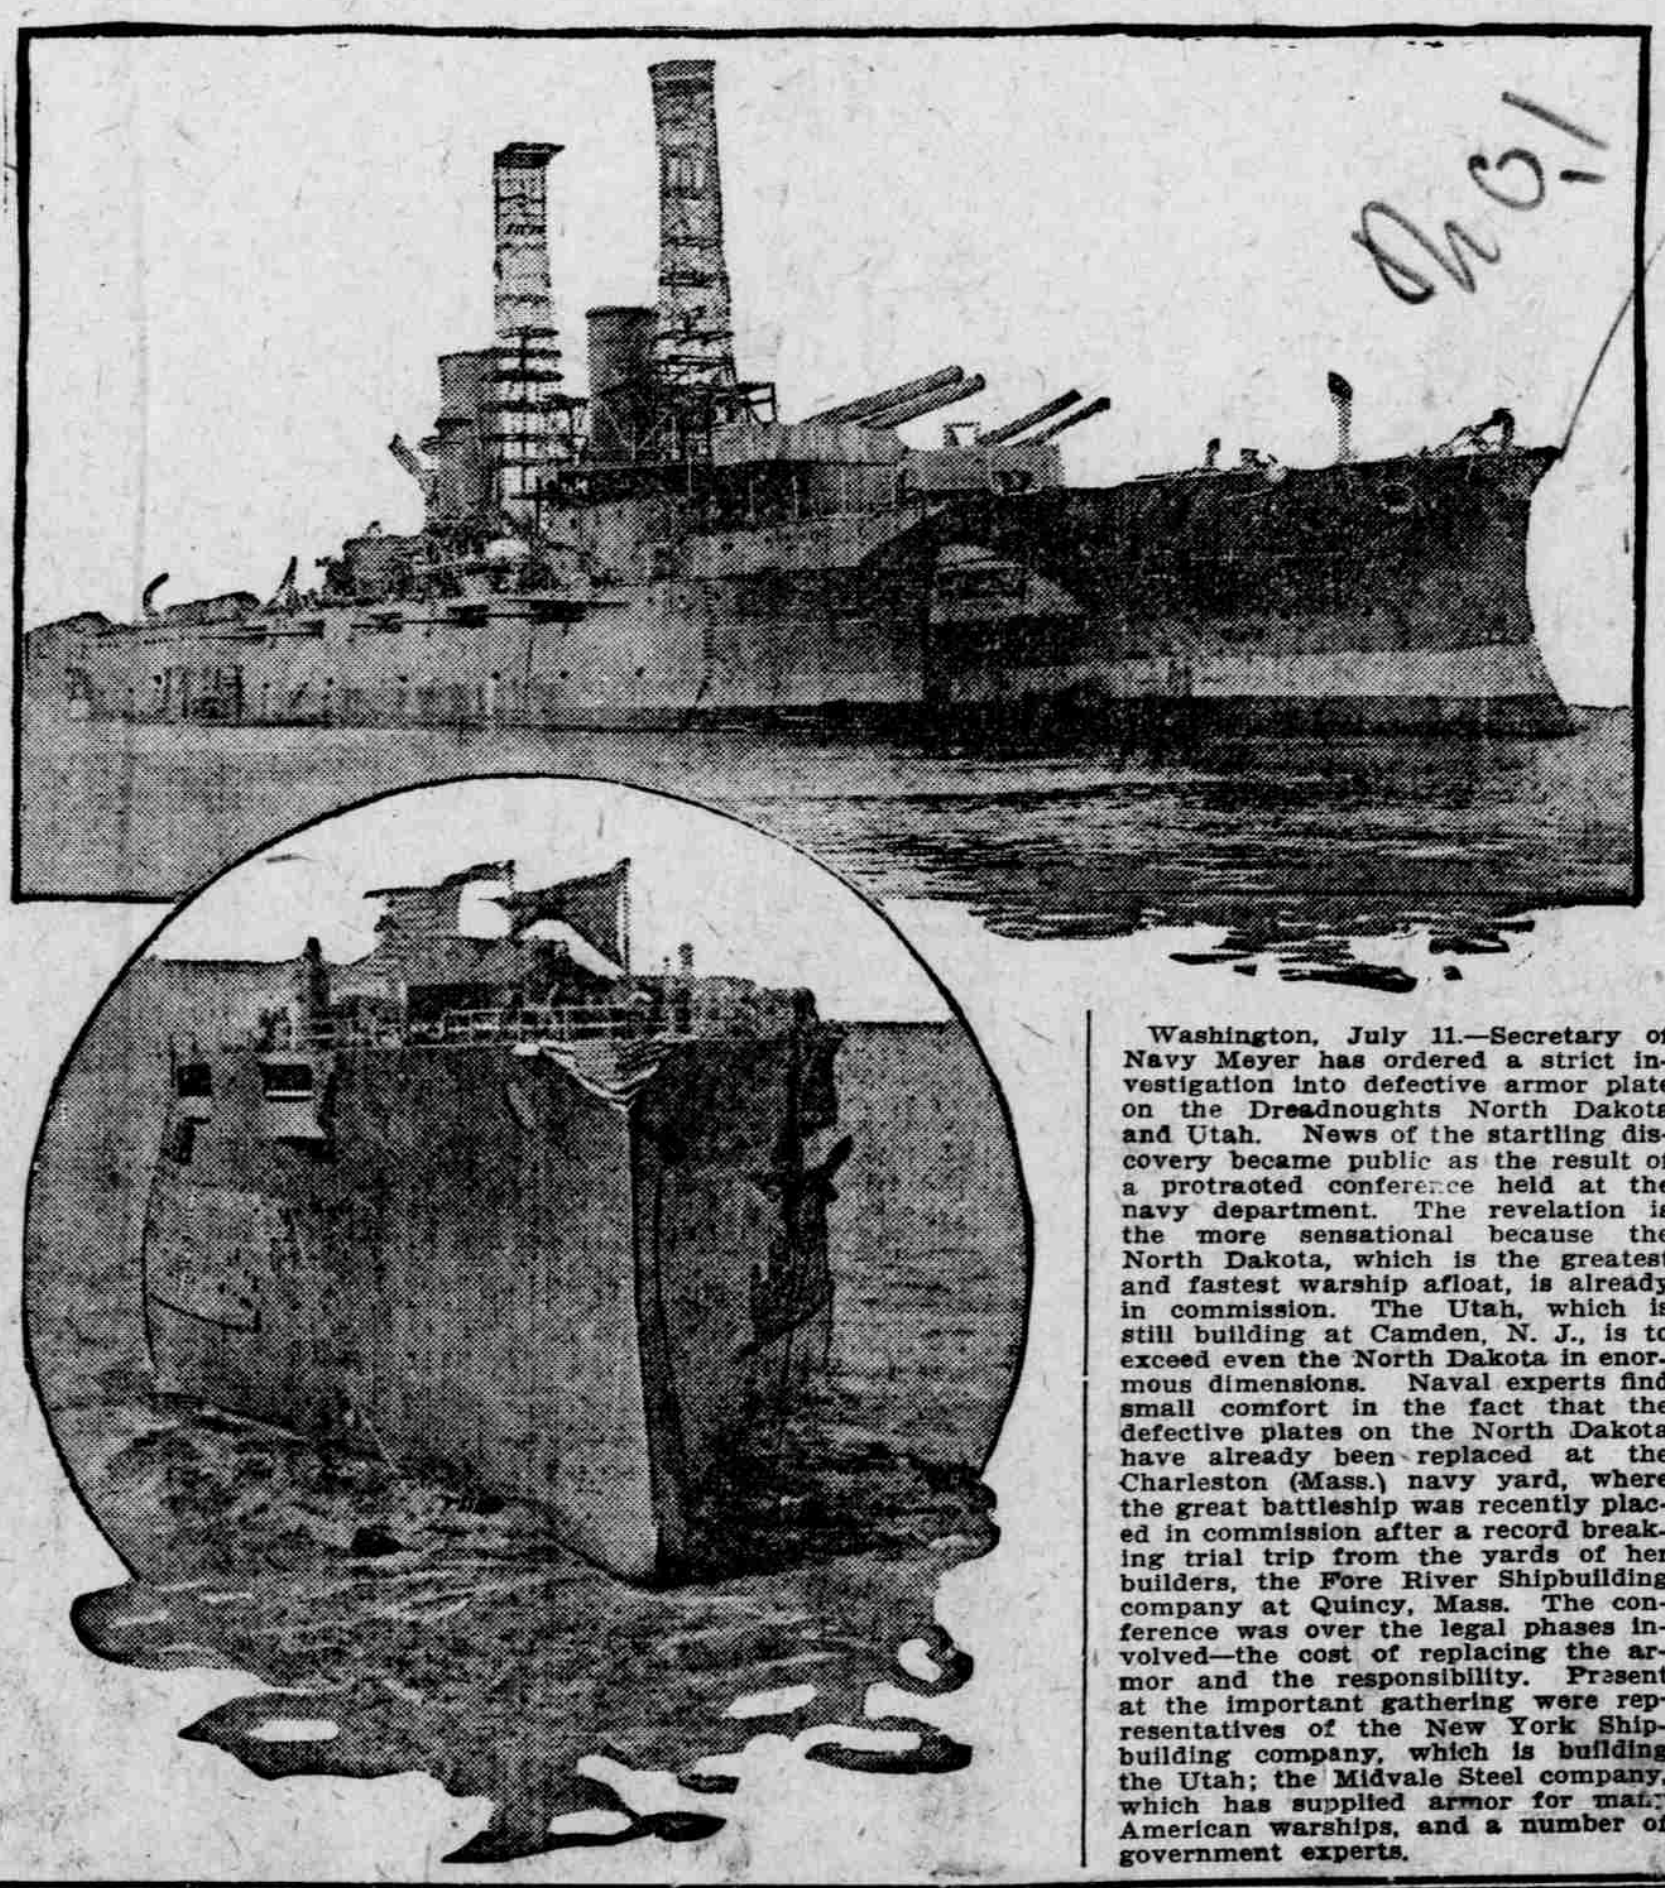 Washington, July 11.—Secretary of
Navy Meyer has ordered a strict in-
vestigation into defective armor plate
on the Dreadnoughts North Dakota
and Utah. News of the startling dis-
covery became public as the result of
a protracted conference held at the
navy department. The revelation is
the more sensational because the
North Dakota, which is the greatest
and fastest warship afloat, is already
in commission. The Utah, which is
still building at Camden, N. J., is to
exceed even the North Dakota in enor-
mous dimensions. Naval experts find
small comfort in the fact that the
defective plates on the North Dakota
have already been replaced at the
Charleston (Mass.) navy yard, where
the great battleship was recently plac-
ed in commission after a record break-
ing trial trip from the yards of her
builders, the Fore River Shipbuilding
company at Quincy, Mass. The con-
ference was over the legal phases in-
volved—the cost of replacing the ar-
mor and the responsibility. Present
at the important gathering were rep-
resentatives of the New York Ship-
building company, which is building
the Utah; the Midvale Steel company,
which has supplied armor for many
American warships, and a number of
government experts.